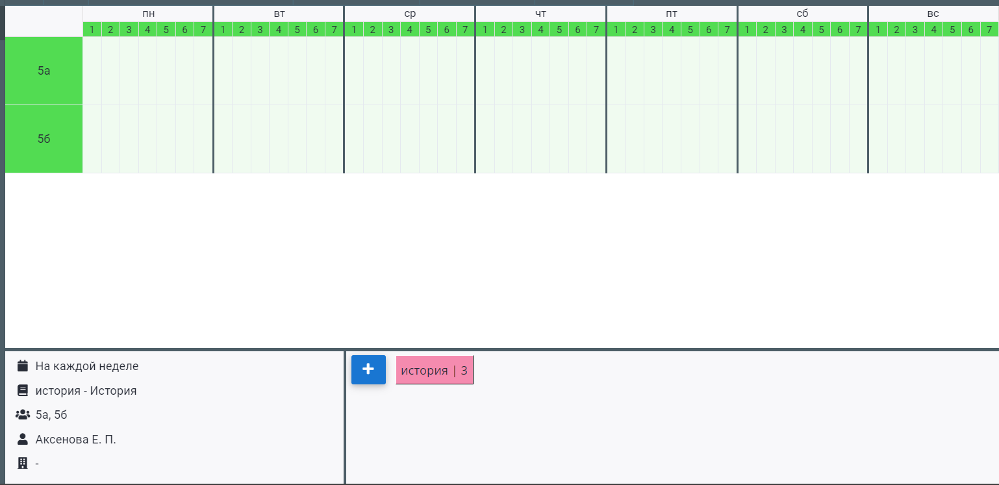 пн вт ср чт пт сб вс
1 2 3 4 5 6 7 1 2 3 4 5 6 7 1 2 3 4 5 6 7 1 2 3 4 5 6 7 1 2 3 4 5 6 7 1 2 3 4 5 6 7 1 2 3 4 5 6 7
5а
5б
На каждой неделе
история - История
5а, 5б
Аксенова Е. П.
-
+
история | 3